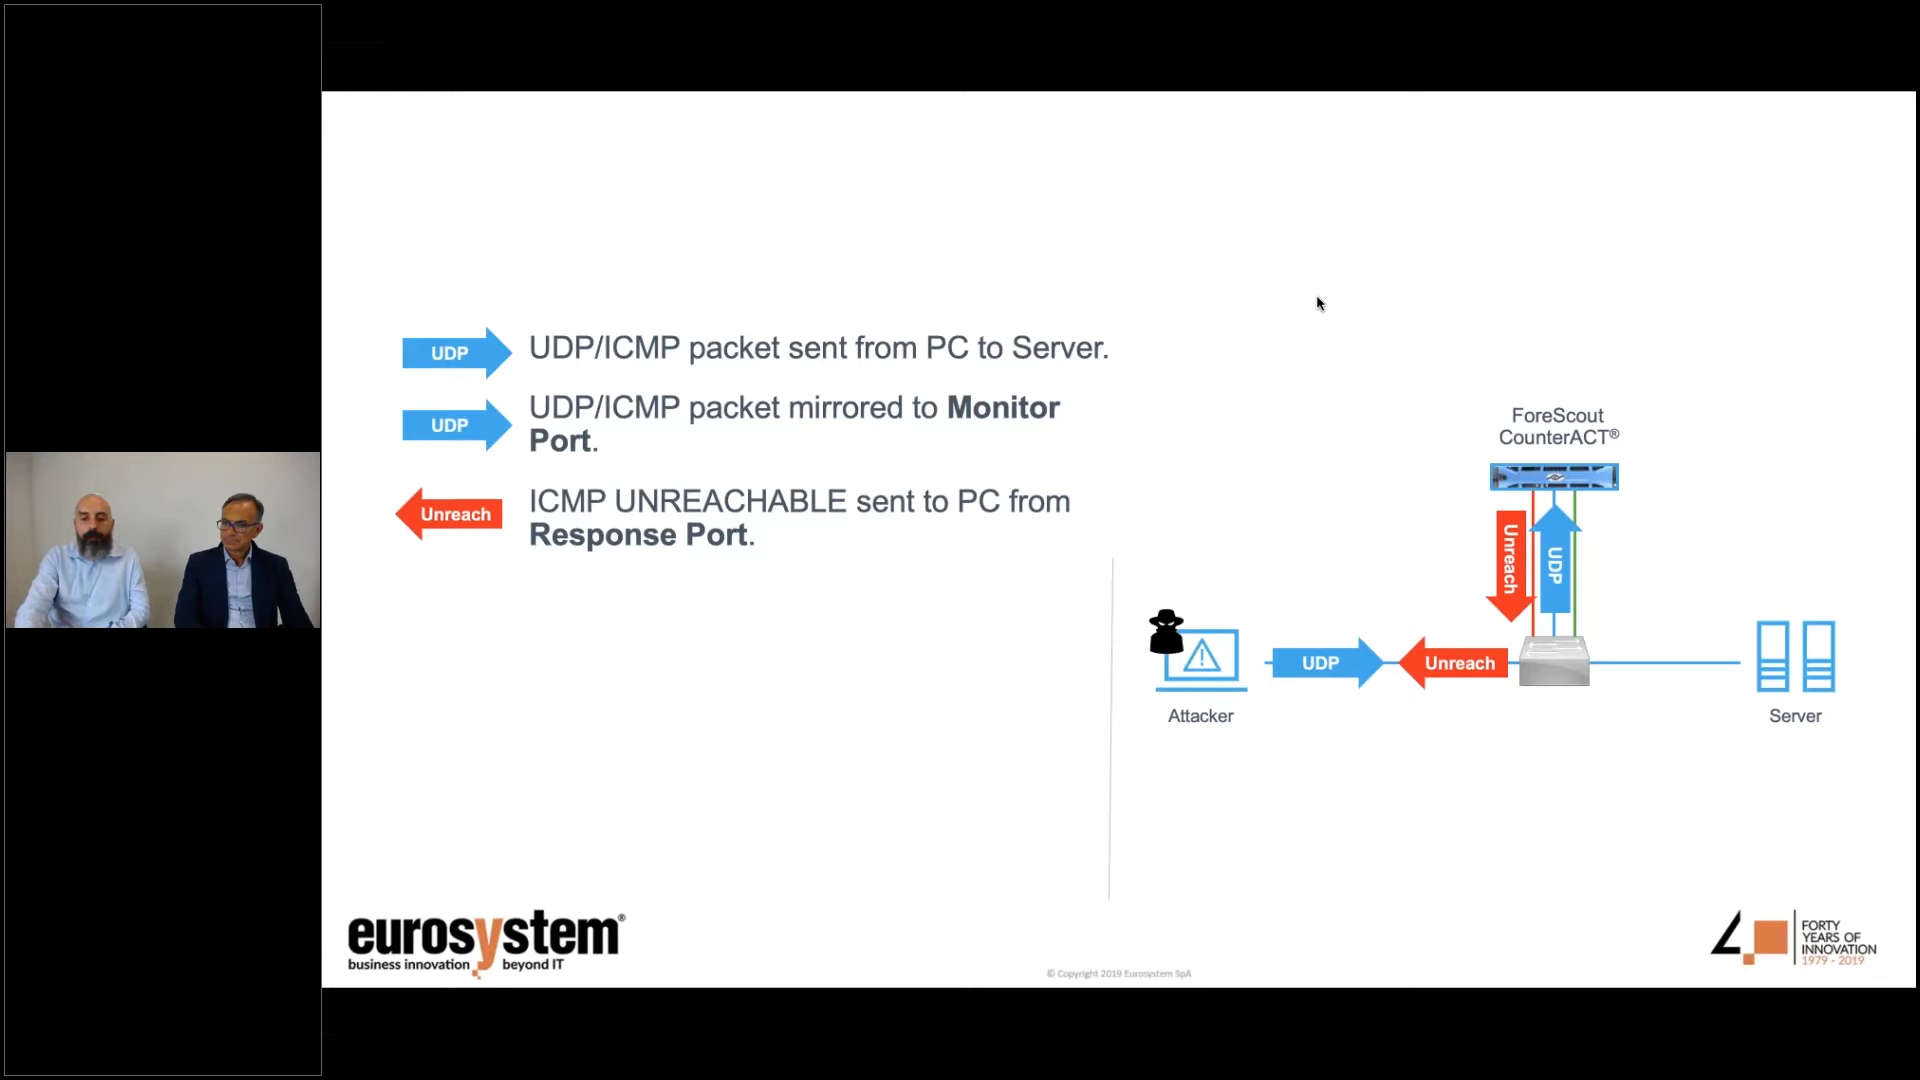 UDP
UDP/ICMP packet sent from PC to Server.
UDP
UDP/ICMP packet mirrored to Monitor
Port.
Unreach
ICMP UNREACHABLE sent to PC from
Response Port.
ForeScout
CounterACT®
Unreach
UDP
UDP
Unreach
Attacker
Server
eurosystem®
business innovation beyond IT
© Copyright 2019 Eurosystem SpA
40
FORTY
YEARS OF
INNOVATION
1979 - 2019